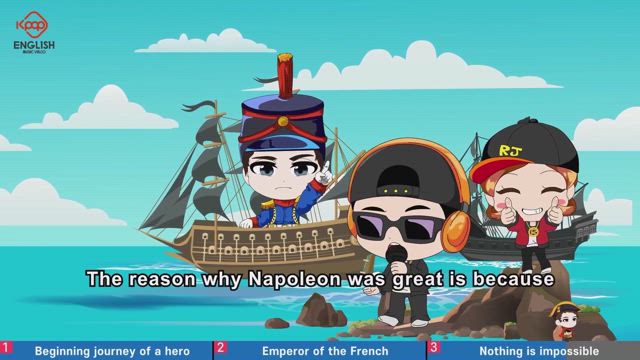 Kpop
ENGLISH
MUSIC VIDEO
RJ
The reason why Napoleon was great is because
1 Beginning journey of a hero
2 Emperor of the French
3 Nothing is impossible